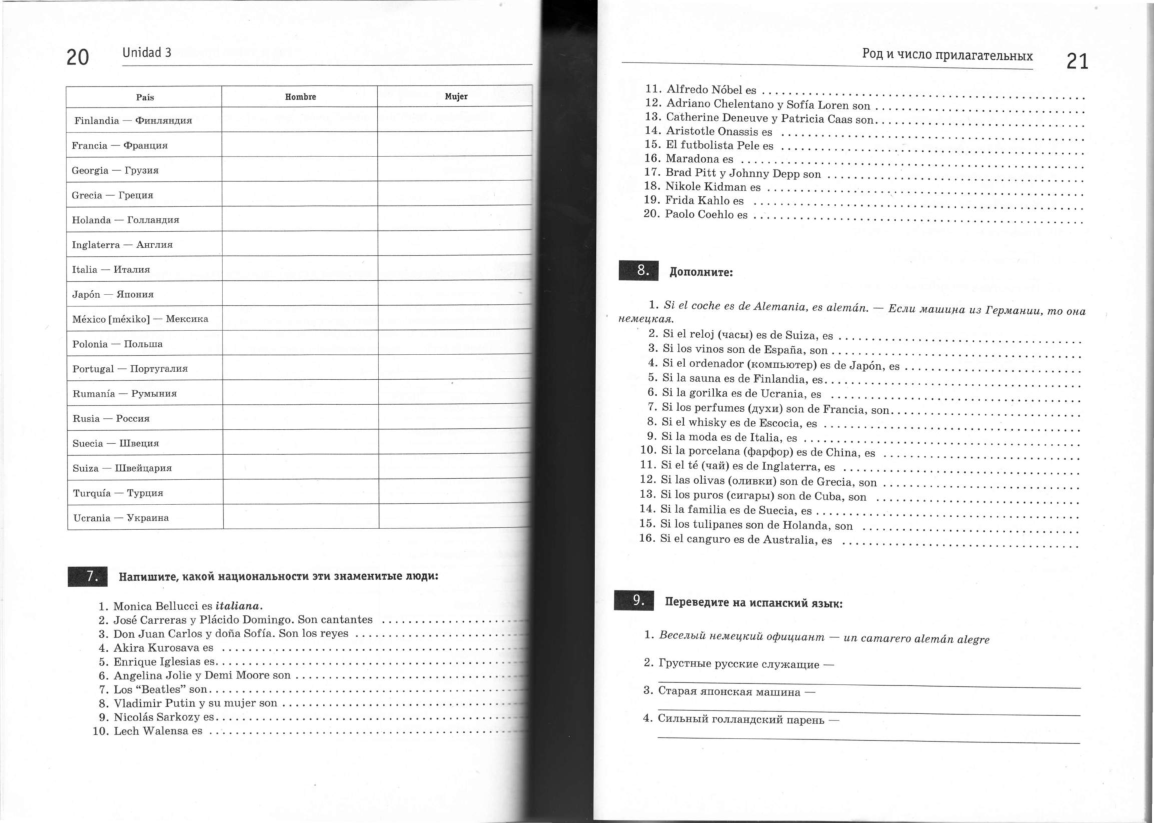 20 Unidad 3
País Hombre Mujer
Finlandia — Финляндия
Francia — Франция
Georgia — Грузия
Grecia — Греция
Holanda — Голландия
Inglaterra — Англия
Italia — Италия
Japón — Япония
México [méxiko] — Мексика
Polonia — Польша
Portugal — Португалия
Rumanía — Румыния
Rusia — Россия
Suecia — Швеция
Suiza — Швейцария
Turquía — Турция
Ucrania — Украина
7. Напишите, какой национальности эти знаменитые люди:
1. Monica Bellucci es italiana.
2. José Carreras y Plácido Domingo. Son cantantes
3. Don Juan Carlos y doña Sofía. Son los reyes
4. Akira Kurosava es
5. Enrique Iglesias es
6. Angelina Jolie y Demi Moore son
7. Los “Beatles” son
8. Vladimir Putin y su mujer son
9. Nicolás Sarkozy es
10. Lech Walensa es
Род и число прилагательных 21
11. Alfredo Nóbel es
12. Adriano Chelentano y Sofía Loren son
13. Catherine Deneuve y Patricia Caas son
14. Aristotle Onassis es
15. El futbolista Pele es
16. Maradona es
17. Brad Pitt y Johnny Depp son
18. Nikole Kidman es
19. Frida Kahlo es
20. Paolo Coehlo es
8. Дополните:
1. Si el coche es de Alemania, es alemán. — Если машина из Германии, то она
немецкая.
2. Si el reloj (часы) es de Suiza, es
3. Si los vinos son de España, son
4. Si el ordenador (компьютер) es de Japón, es
5. Si la sauna es de Finlandia, es
6. Si la gorilka es de Ucrania, es
7. Si los perfumes (духи) son de Francia, son
8. Si el whisky es de Escocia, es
9. Si la moda es de Italia, es
10. Si la porcelana (фарфор) es de China, es
11. Si el té (чай) es de Inglaterra, es
12. Si las olivas (оливки) son de Grecia, son
13. Si los puros (сигары) son de Cuba, son
14. Si la familia es de Suecia, es
15. Si los tulipanes son de Holanda, son
16. Si el canguro es de Australia, es
9. Переведите на испанский язык:
1. Веселый немецкий официант — un camarero alemán alegre
2. Грустные русские служащие —
3. Старая японская машина —
4. Сильный голландский парень —